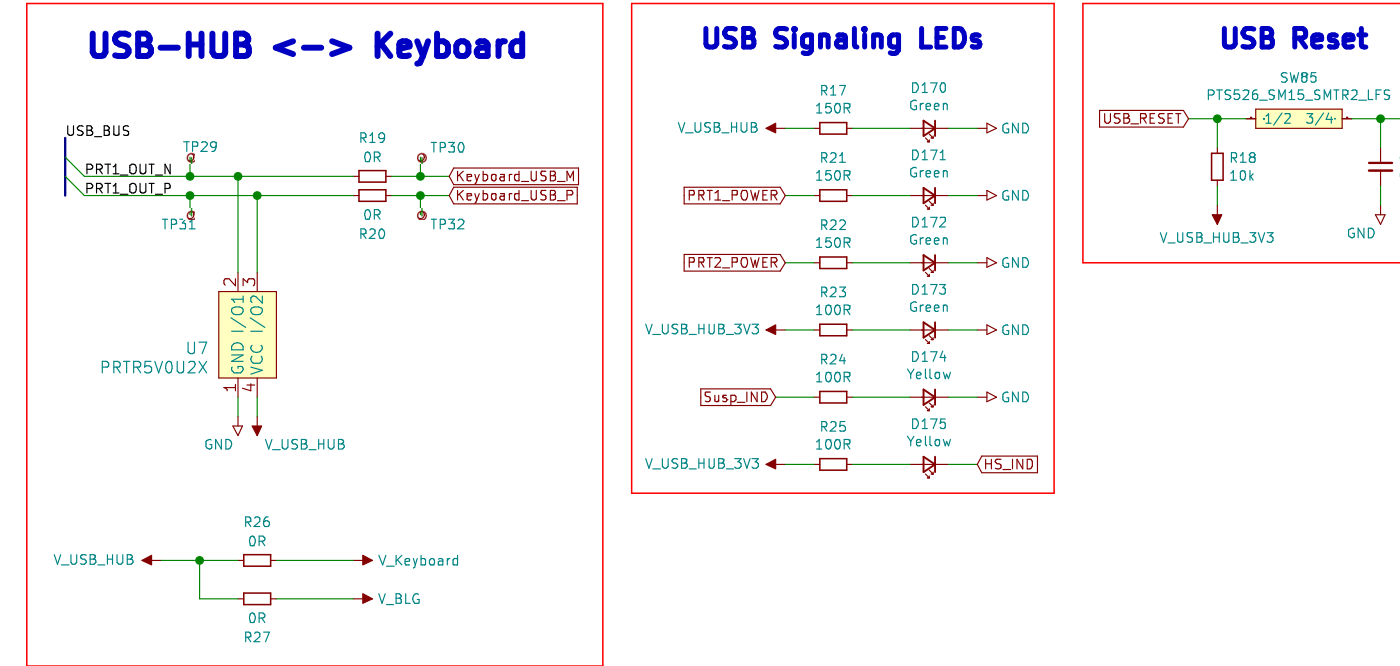 USB-HUB <-> Keyboard
USB_BUS
PRT1_OUT_N
PRT1_OUT_P
TP29
TP31
R19
0R
0R
R20
TP30
TP32
Keyboard_USB_M
Keyboard_USB_P
2
3
GND I/O1
VCC I/O2
1
4
U7
PRTR5V0U2X
GND
V_USB_HUB
R26
0R
V_USB_HUB
V_Keyboard
V_BLG
0R
R27
USB Signaling LEDs
R17
150R
D170
Green
V_USB_HUB
GND
R21
150R
D171
Green
PRT1_POWER
GND
R22
150R
D172
Green
PRT2_POWER
GND
R23
100R
D173
Green
V_USB_HUB_3V3
GND
R24
100R
D174
Yellow
Susp_IND
GND
R25
100R
D175
Yellow
V_USB_HUB_3V3
HS_IND
USB Reset
SW85
PTS526_SM15_SMTR2_LFS
USB_RESET
1/2 3/4
R18
10k
V_USB_HUB_3V3
GND